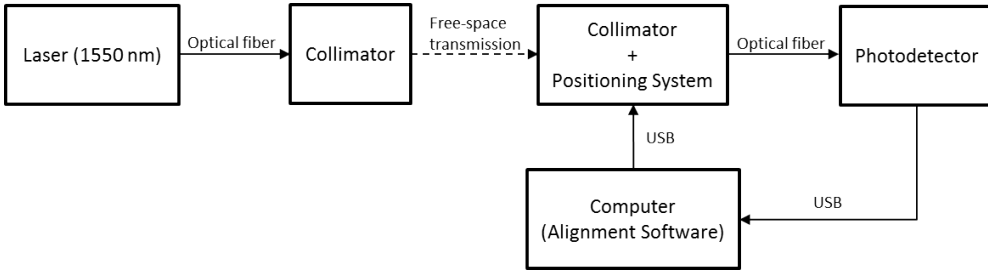 Laser (1550 nm)
Optical fiber
Collimator
Free-space
transmission
Collimator
+
Positioning System
Optical fiber
Photodetector
USB
Computer
(Alignment Software)
USB